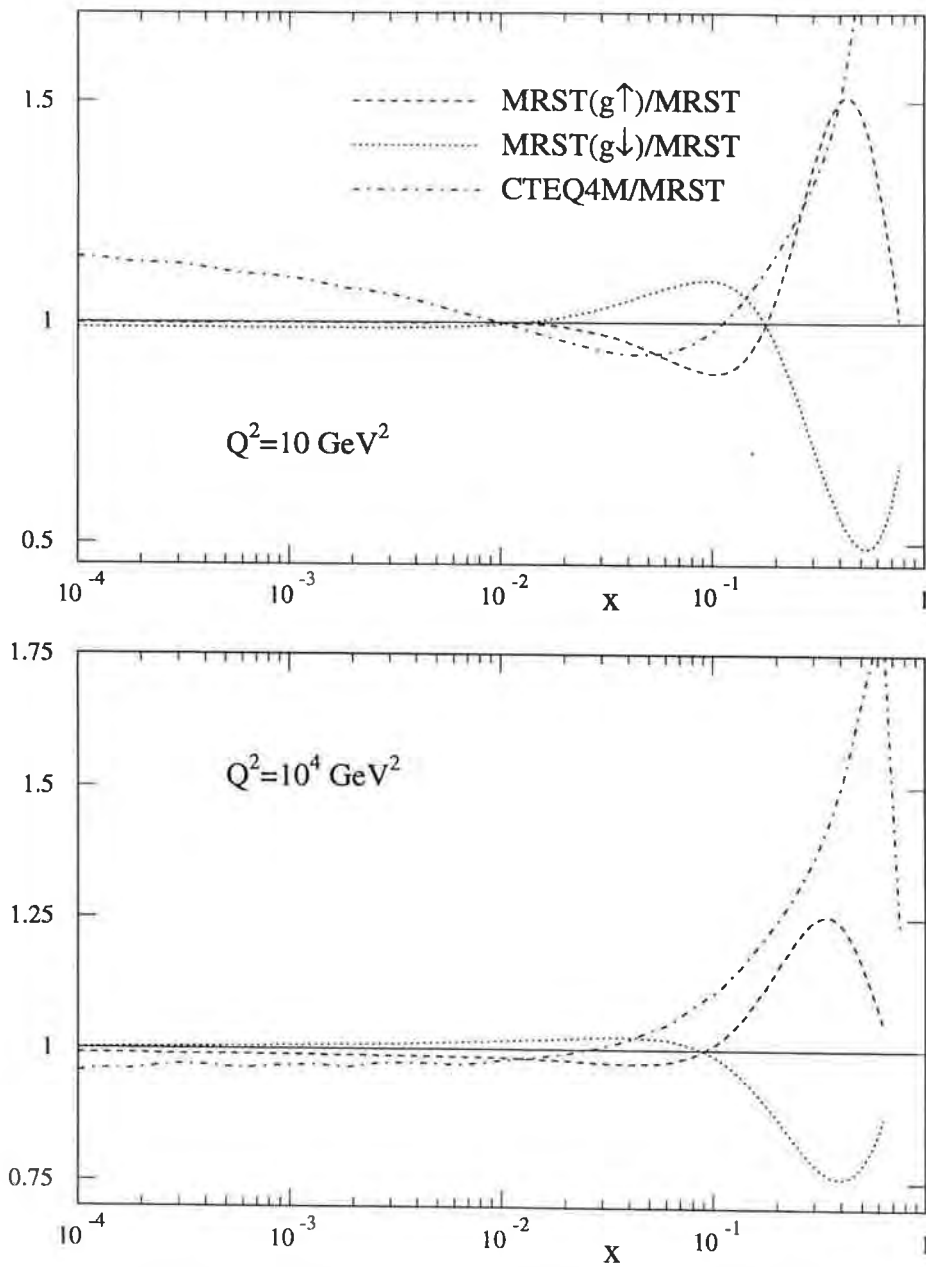 1.5
MRST(g↑)/MRST
MRST(g↓)/MRST
CTEQ4M/MRST
1
Q²=10 GeV²
0.5
10⁻⁴ 10⁻³ 10⁻² x 10⁻¹ 1
1.75
Q²=10⁴ GeV²
1.5
1.25
1
0.75
10⁻⁴ 10⁻³ 10⁻² x 10⁻¹ 1